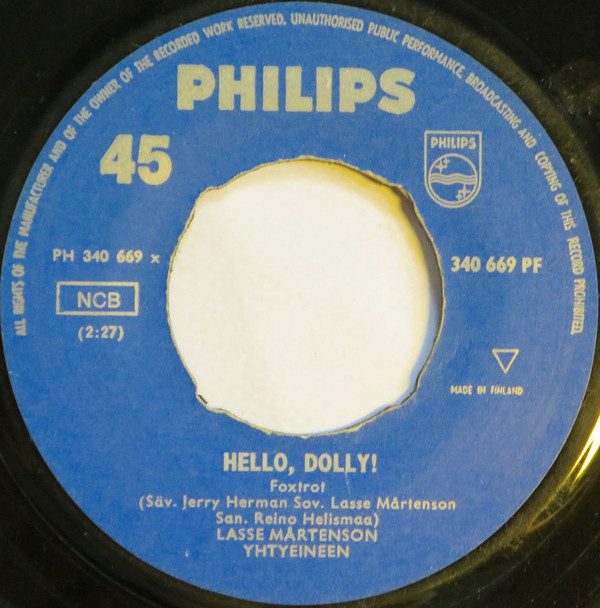 ALL RIGHTS OF THE MANUFACTURER AND OF THE OWNER OF THE RECORDED WORK RESERVED. UNAUTHORISED PUBLIC PERFORMANCE, BROADCASTING AND COPYING OF THIS RECORD PROHIBITED.
PHILIPS
45
PHILIPS
PH 340 669 x
340 669 PF
NCB
(2:27)
MADE IN FINLAND
HELLO, DOLLY!
Foxtrot
(Säv. Jerry Herman Sov. Lasse Mårtenson
San. Reino Helismaa)
LASSE MÅRTENSON
YHTYEINEEN